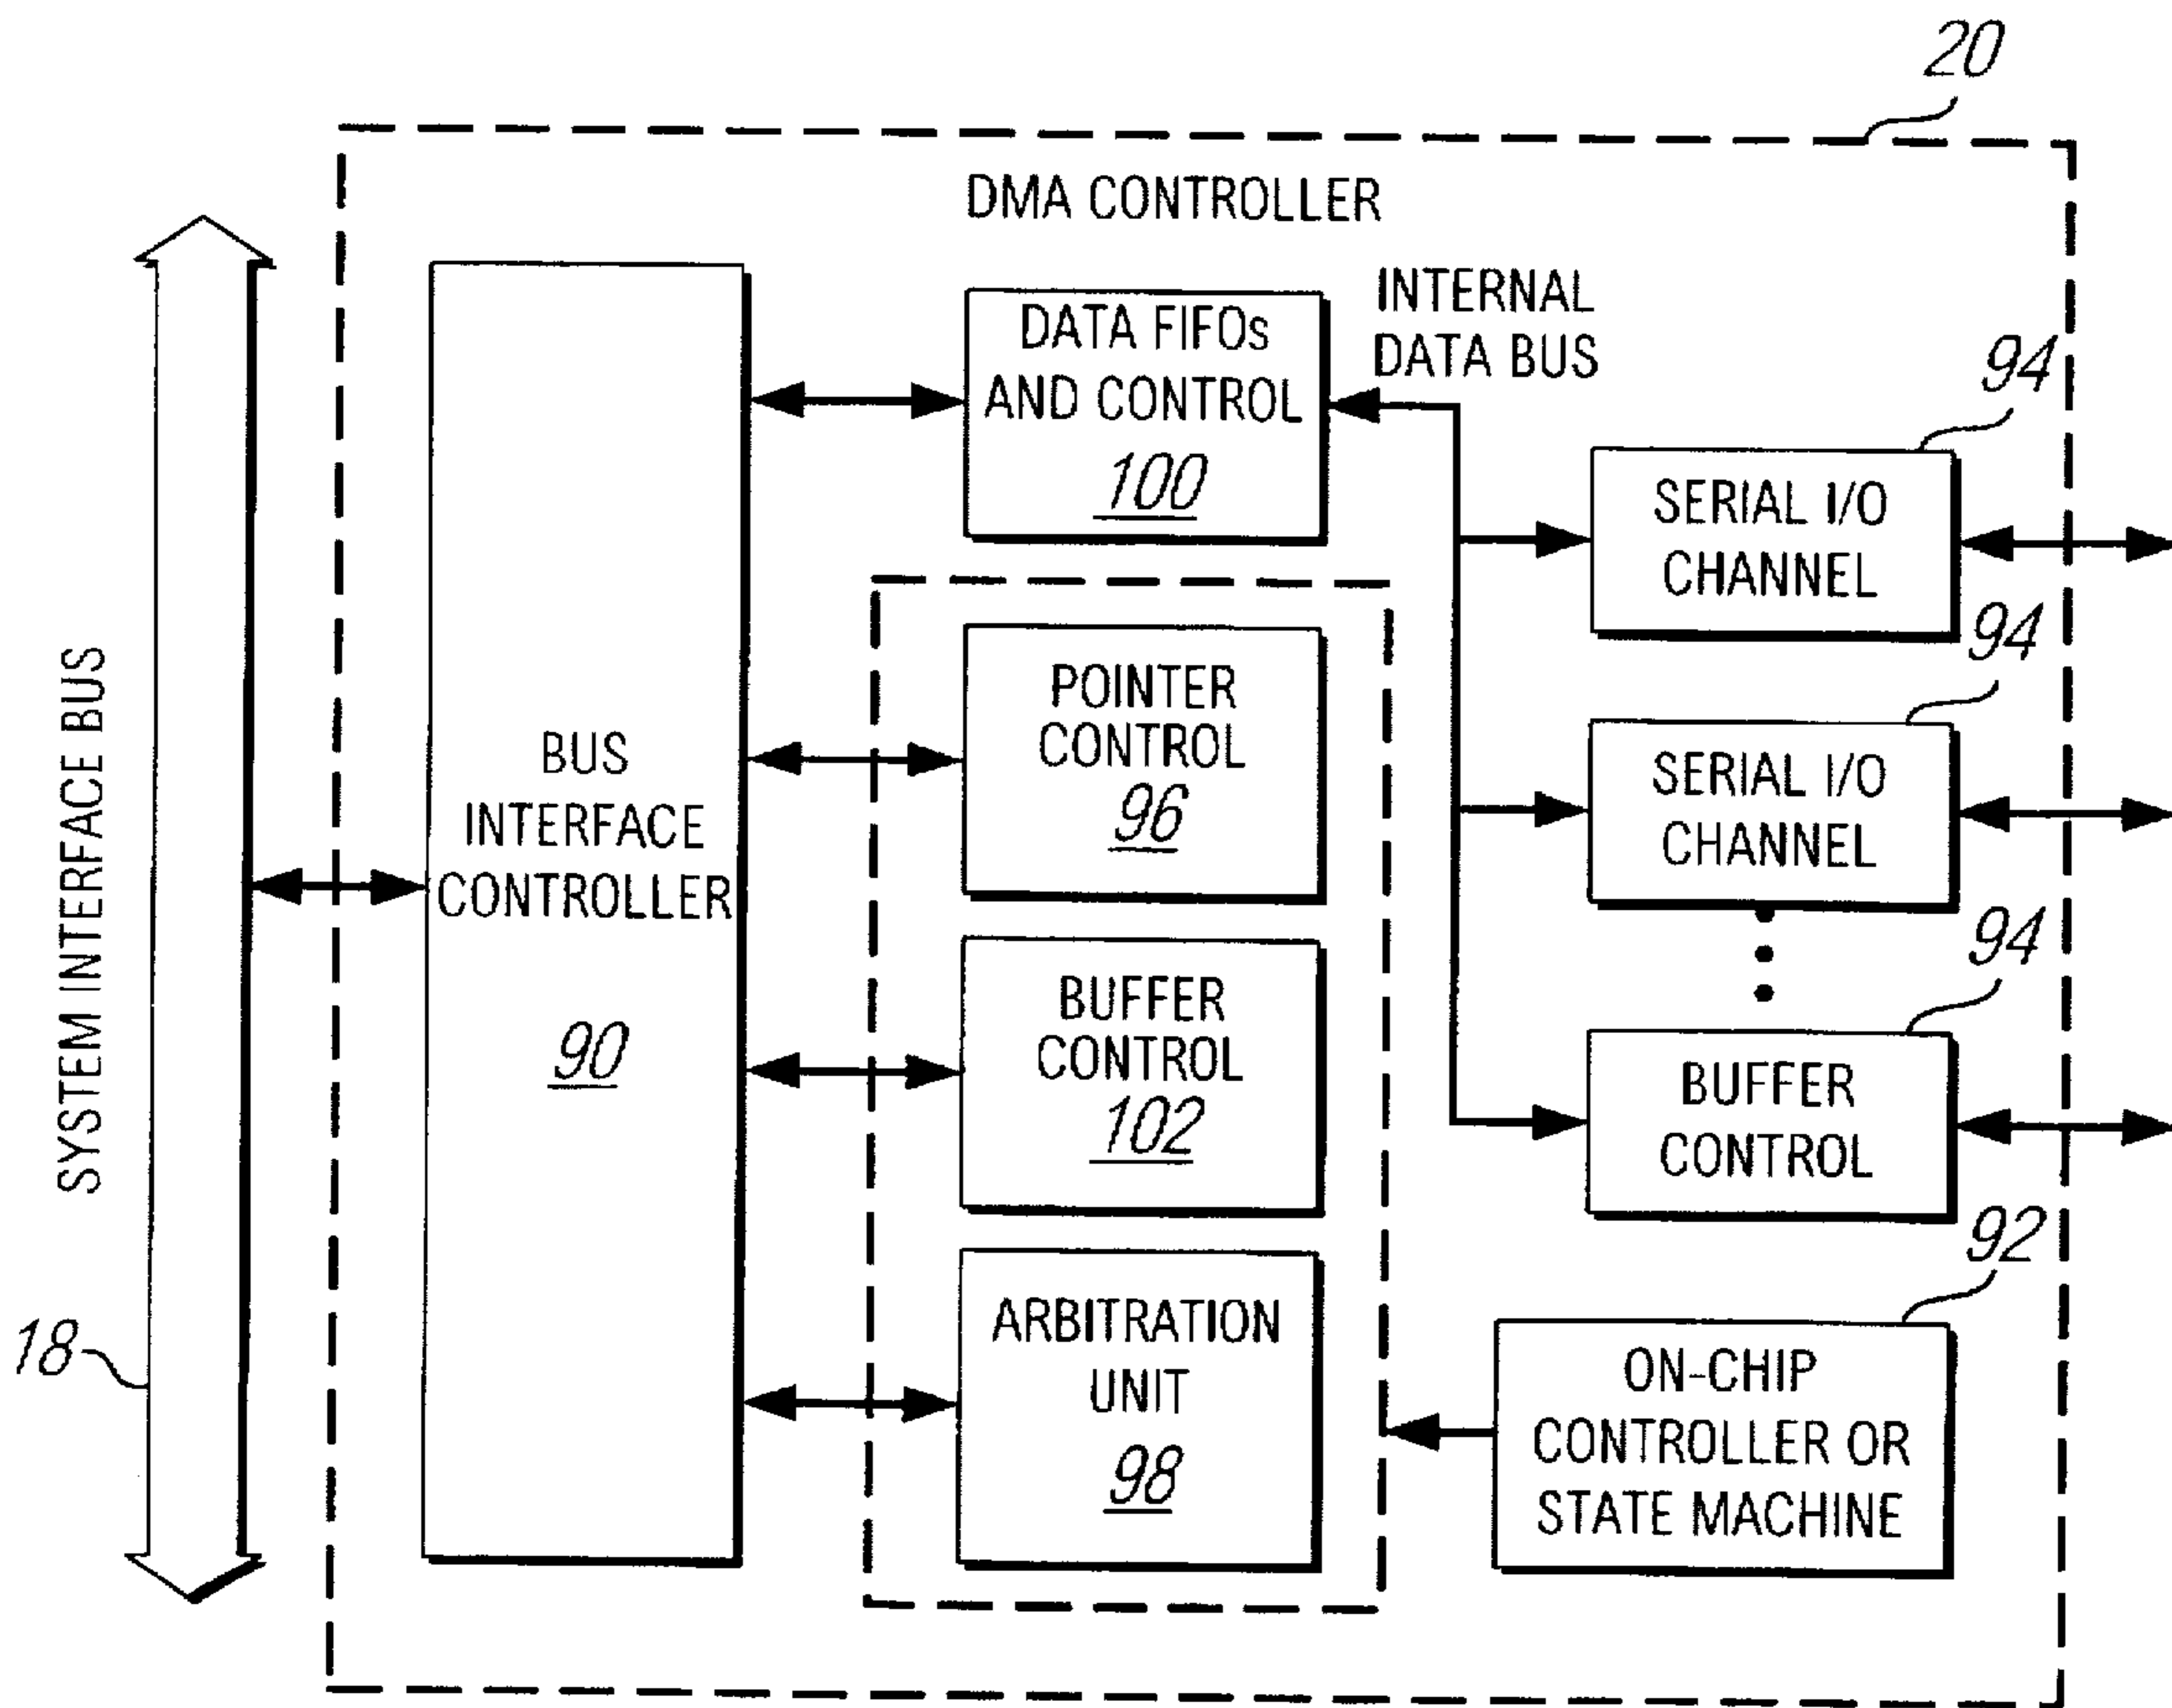 20
DMA CONTROLLER
INTERNAL
DATA BUS
DATA FIFOs
AND CONTROL
100
94
SERIAL I/O
CHANNEL
94
POINTER
CONTROL
96
SERIAL I/O
CHANNEL
SYSTEM INTERFACE BUS
BUS
INTERFACE
CONTROLLER
90
94
BUFFER
CONTROL
102
BUFFER
CONTROL
92
18
ARBITRATION
UNIT
98
ON-CHIP
CONTROLLER OR
STATE MACHINE